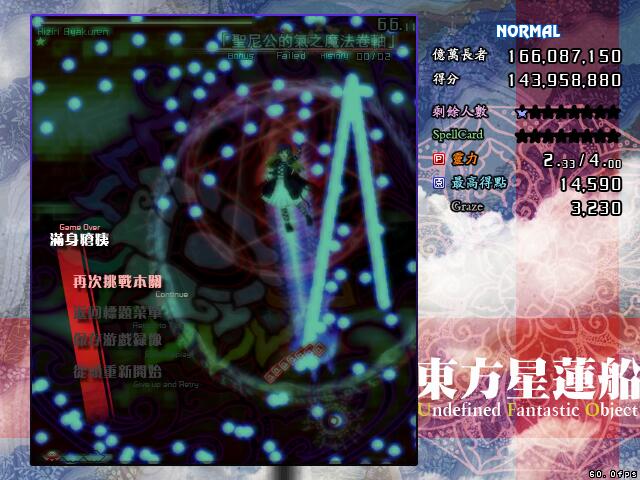 Hiziri Byakuren
66.11
「聖尼公的氣之魔法卷軸」
Bonus Failed History 00/02
NORMAL
億萬長者 166,087,150
得分 143,958,880
剩餘人數
SpellCard
P 靈力 2.33/4.00
最高得點 14,590
Graze 3,230
Game Over
滿身瘡痍
再次挑戰本關
Continue
返回標題菜單
保存游戲錄像
從頭重新開始
Give up and Retry
東方星蓮船
Undefined Fantastic Object
60.0fps